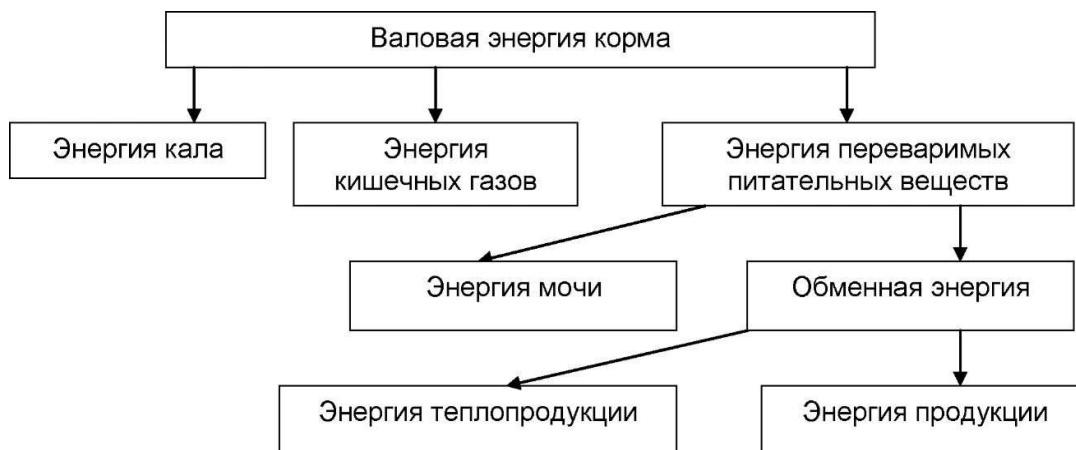 Валовая энергия корма
Энергия кала
Энергия
кишечных газов
Энергия переваримых
питательных веществ
Энергия мочи
Обменная энергия
Энергия теплопродукции
Энергия продукции